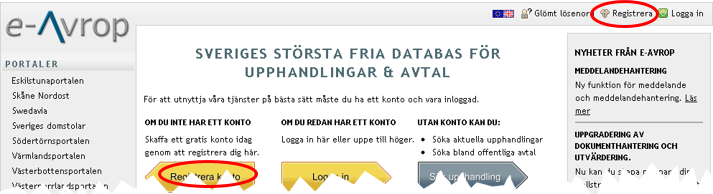 e-Avrop
Glömt lösenor
Registrera
Logga in
PORTALER
Eskilstunaportalen
Skåne Nordost
Swedavia
Sveriges domstolar
Södertörnsportalen
Värmlandsportalen
Västerbottensportalen
Västernorrlandsportalen
SVERIGES STÖRSTA FRIA DATABAS FÖR
UPPHANDLINGAR & AVTAL
För att utnyttja våra tjänster på bästa sätt måste du ha ett konto och vara inloggad.
OM DU INTE HAR ETT KONTO
Skaffa ett gratis konto idag
genom att registrera dig här.
Registrera konto
OM DU REDAN HAR ETT KONTO
Logga in här eller uppe till höger.
Logga in
UTAN KONTO KAN DU:
• Söka aktuella upphandlingar
• Söka bland offentliga avtal
Sök upphandling
NYHETER FRÅN E-AVROP
MEDDELANDEHANTERING
Ny funktion för meddelande
och meddelandehantering. Läs
mer
UPPGRADERING AV
DOKUMENTHANTERING OCH
UTVÄRDERING.
Nu kan du